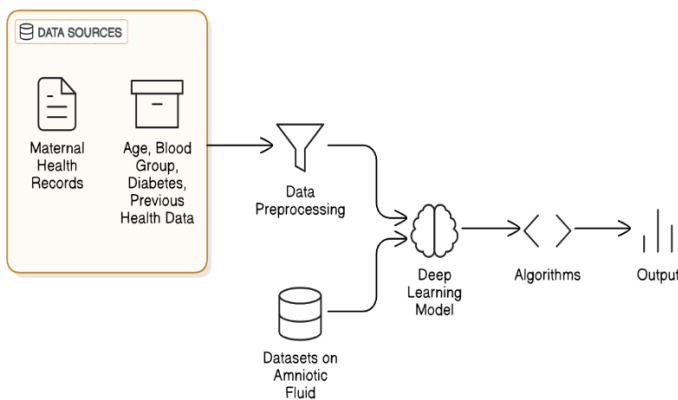 DATA SOURCES
Maternal
Health
Records
Age, Blood
Group,
Diabetes,
Previous
Health Data
Data
Preprocessing
Datasets on
Amniotic
Fluid
Deep
Learning
Model
Algorithms
Output